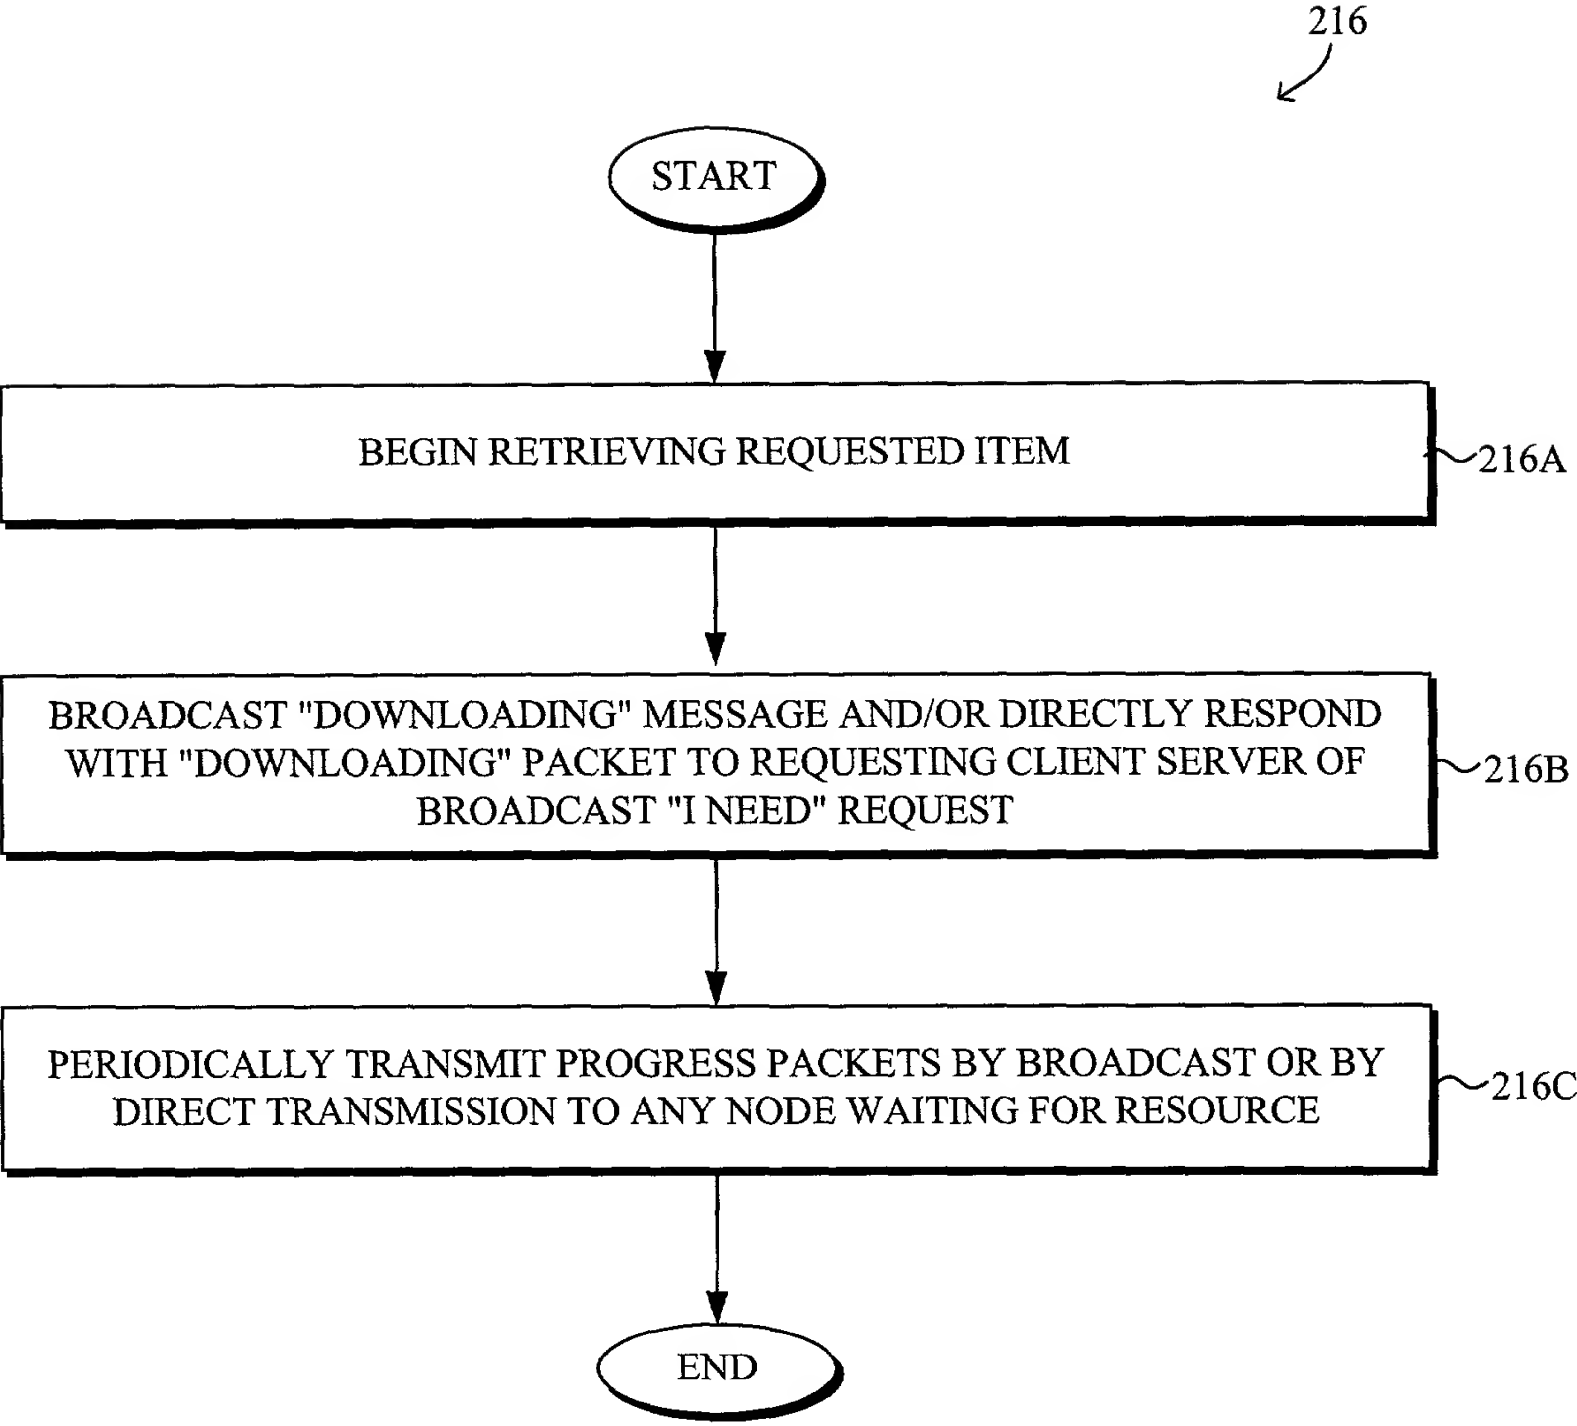 216
START
BEGIN RETRIEVING REQUESTED ITEM
216A
BROADCAST "DOWNLOADING" MESSAGE AND/OR DIRECTLY RESPOND
WITH "DOWNLOADING" PACKET TO REQUESTING CLIENT SERVER OF
BROADCAST "I NEED" REQUEST
216B
PERIODICALLY TRANSMIT PROGRESS PACKETS BY BROADCAST OR BY
DIRECT TRANSMISSION TO ANY NODE WAITING FOR RESOURCE
216C
END